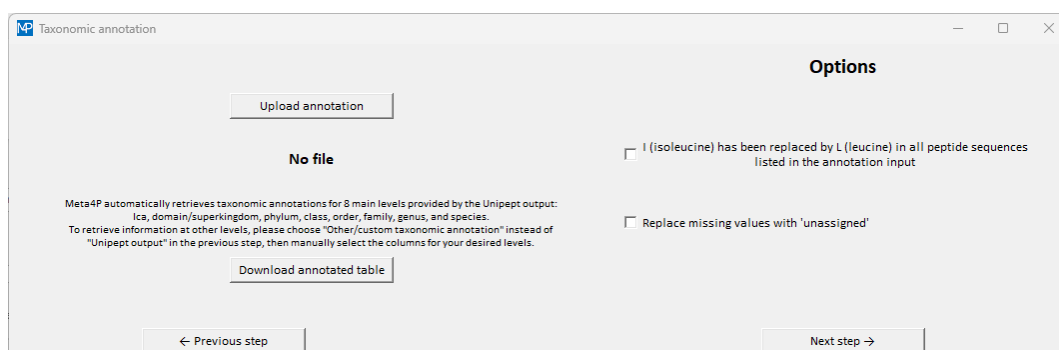 MP Taxonomic annotation
Options
Upload annotation
No file
I (isoleucine) has been replaced by L (leucine) in all peptide sequences
listed in the annotation input
Meta4P automatically retrieves taxonomic annotations for 8 main levels provided by the Unipept output:
lca, domain/superkingdom, phylum, class, order, family, genus, and species.
To retrieve information at other levels, please choose "Other/custom taxonomic annotation" instead of
"Unipept output" in the previous step, then manually select the columns for your desired levels.
Replace missing values with 'unassigned'
Download annotated table
← Previous step
Next step →